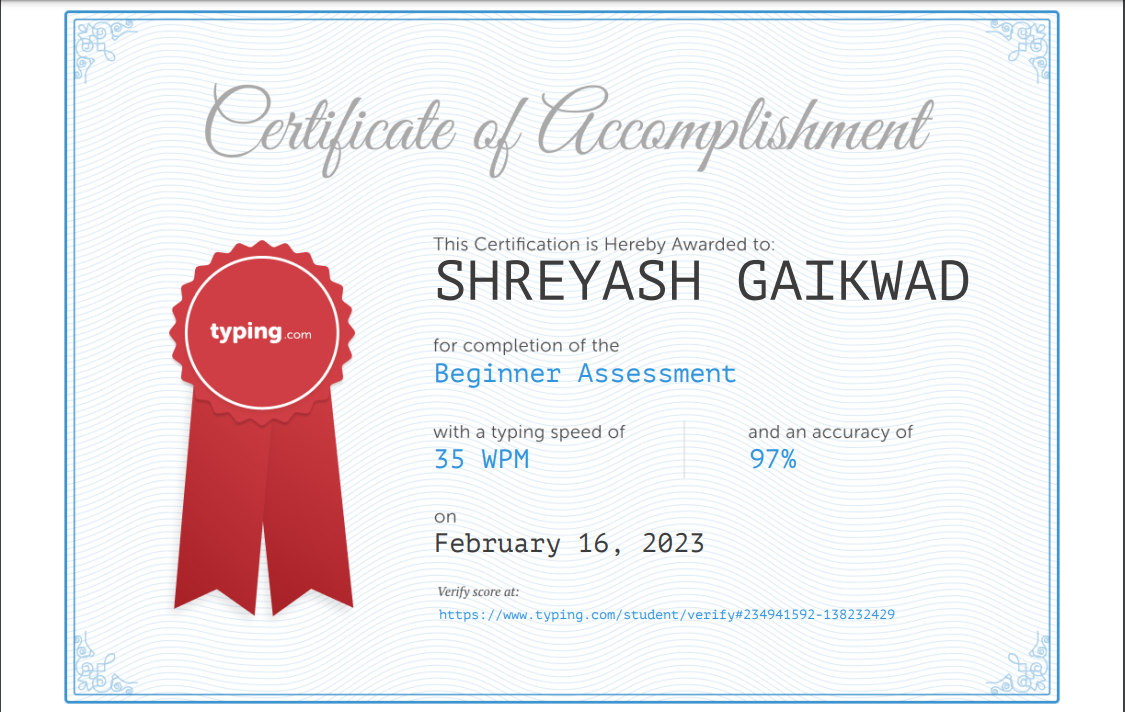 Certificate of Accomplishment
This Certification is Hereby Awarded to:
SHREYASH GAIKWAD
typing.com
for completion of the
Beginner Assessment
with a typing speed of
35 WPM
and an accuracy of
97%
on
February 16, 2023
Verify score at:
https://www.typing.com/student/verify#234941592-138232429